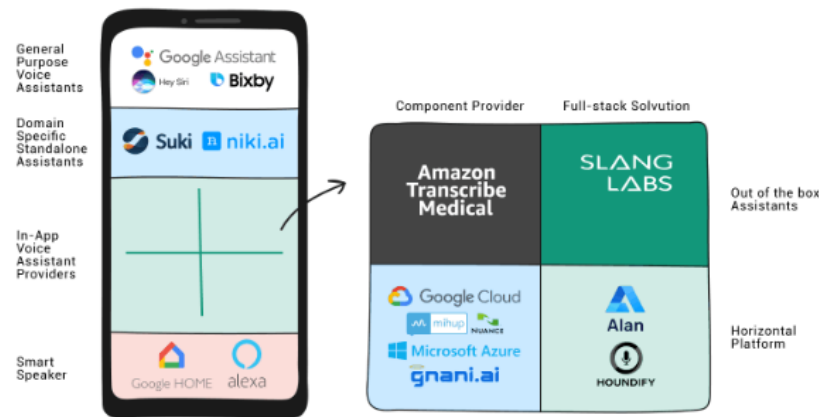 General
Purpose
Voice
Assistants
Google Assistant
Hey Siri
Bixby
Domain
Specific
Standalone
Assistants
Suki
n niki.ai
In-App
Voice
Assistant
Providers
Smart
Speaker
Google HOME
alexa
Component Provider
Full-stack Solvution
Amazon
Transcribe
Medical
SLANG
LABS
Out of the box
Assistants
Google Cloud
mihup
NUANCE
Microsoft Azure
gnani.ai
Alan
HOUNDIFY
Horizontal
Platform